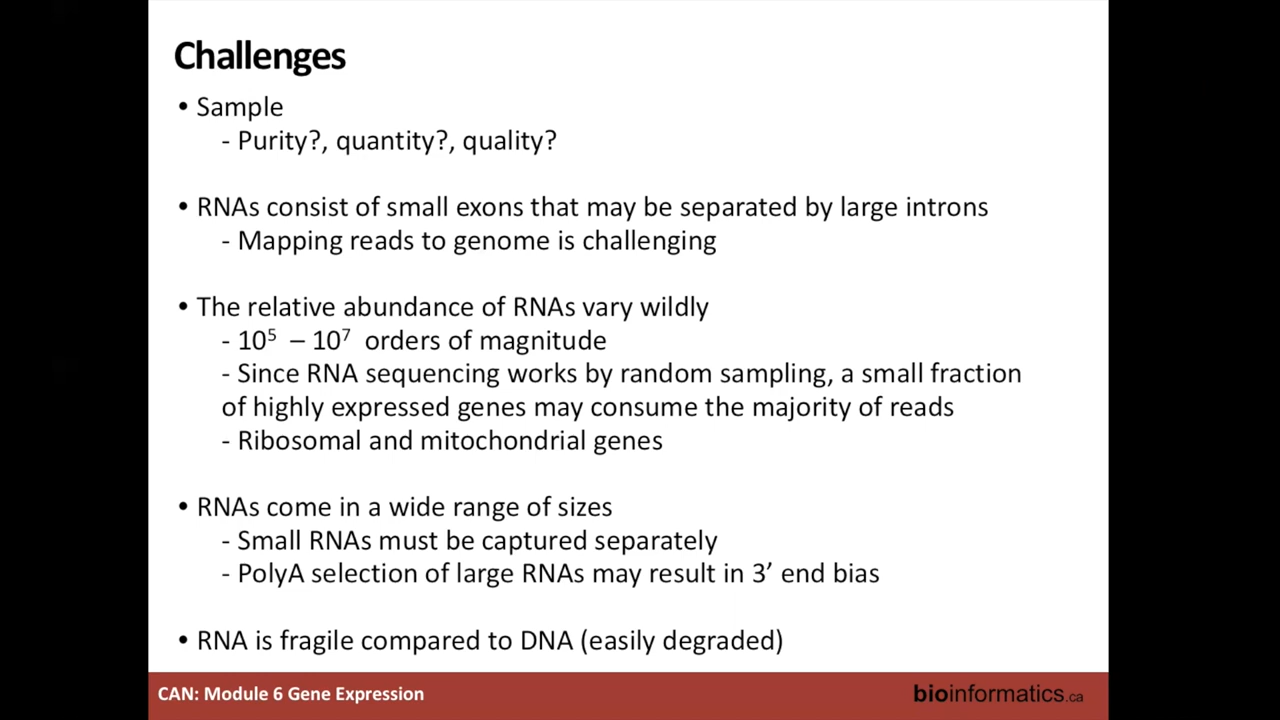 Challenges
• Sample
- Purity?, quantity?, quality?
• RNAs consist of small exons that may be separated by large introns
- Mapping reads to genome is challenging
• The relative abundance of RNAs vary wildly
- 10⁵ – 10⁷ orders of magnitude
- Since RNA sequencing works by random sampling, a small fraction
of highly expressed genes may consume the majority of reads
- Ribosomal and mitochondrial genes
• RNAs come in a wide range of sizes
- Small RNAs must be captured separately
- PolyA selection of large RNAs may result in 3’ end bias
• RNA is fragile compared to DNA (easily degraded)
CAN: Module 6 Gene Expression
bioinformatics.ca